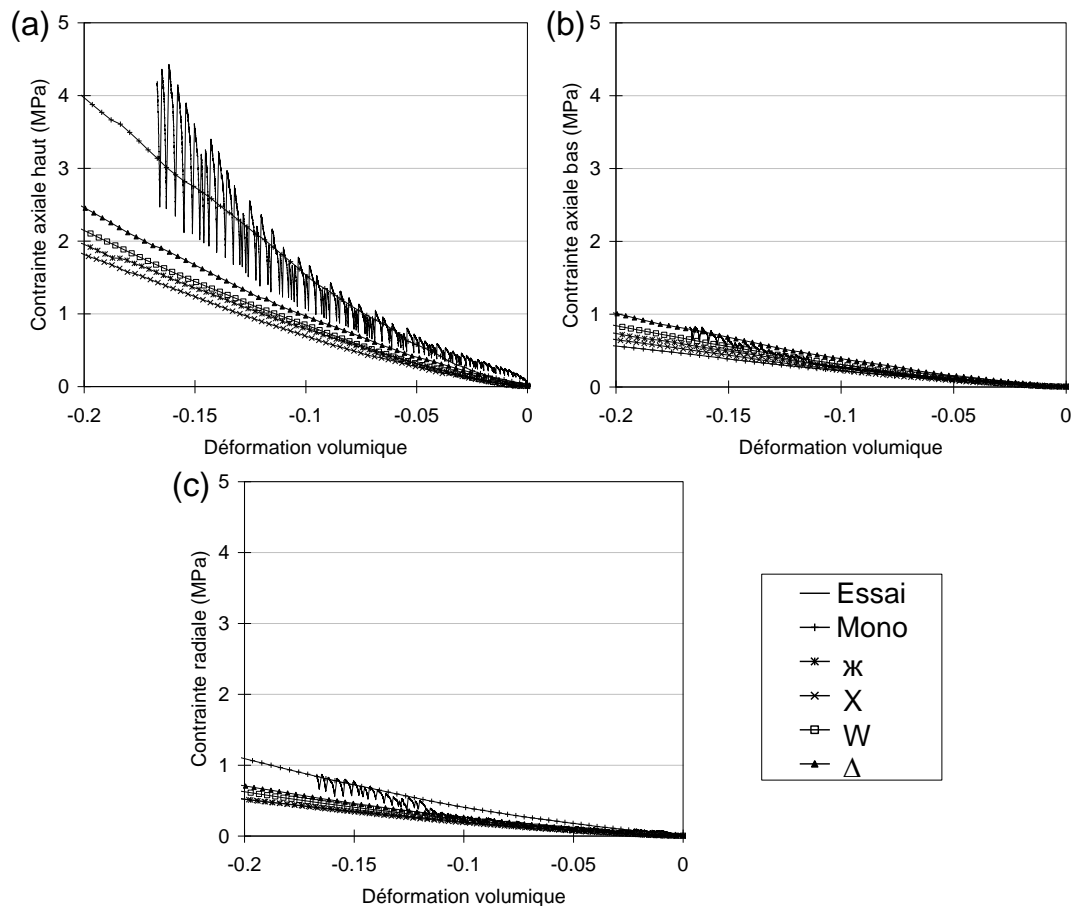 (a)
Contrainte axiale haut (MPa)
5
4
3
2
1
0
-0.2
-0.15
-0.1
-0.05
0
Déformation volumique
(b)
Contrainte axiale bas (MPa)
5
4
3
2
1
0
-0.2
-0.15
-0.1
-0.05
0
Déformation volumique
(c)
Contrainte radiale (MPa)
5
4
3
2
1
0
-0.2
-0.15
-0.1
-0.05
0
Déformation volumique
Essai
Mono
ж
X
W
Δ